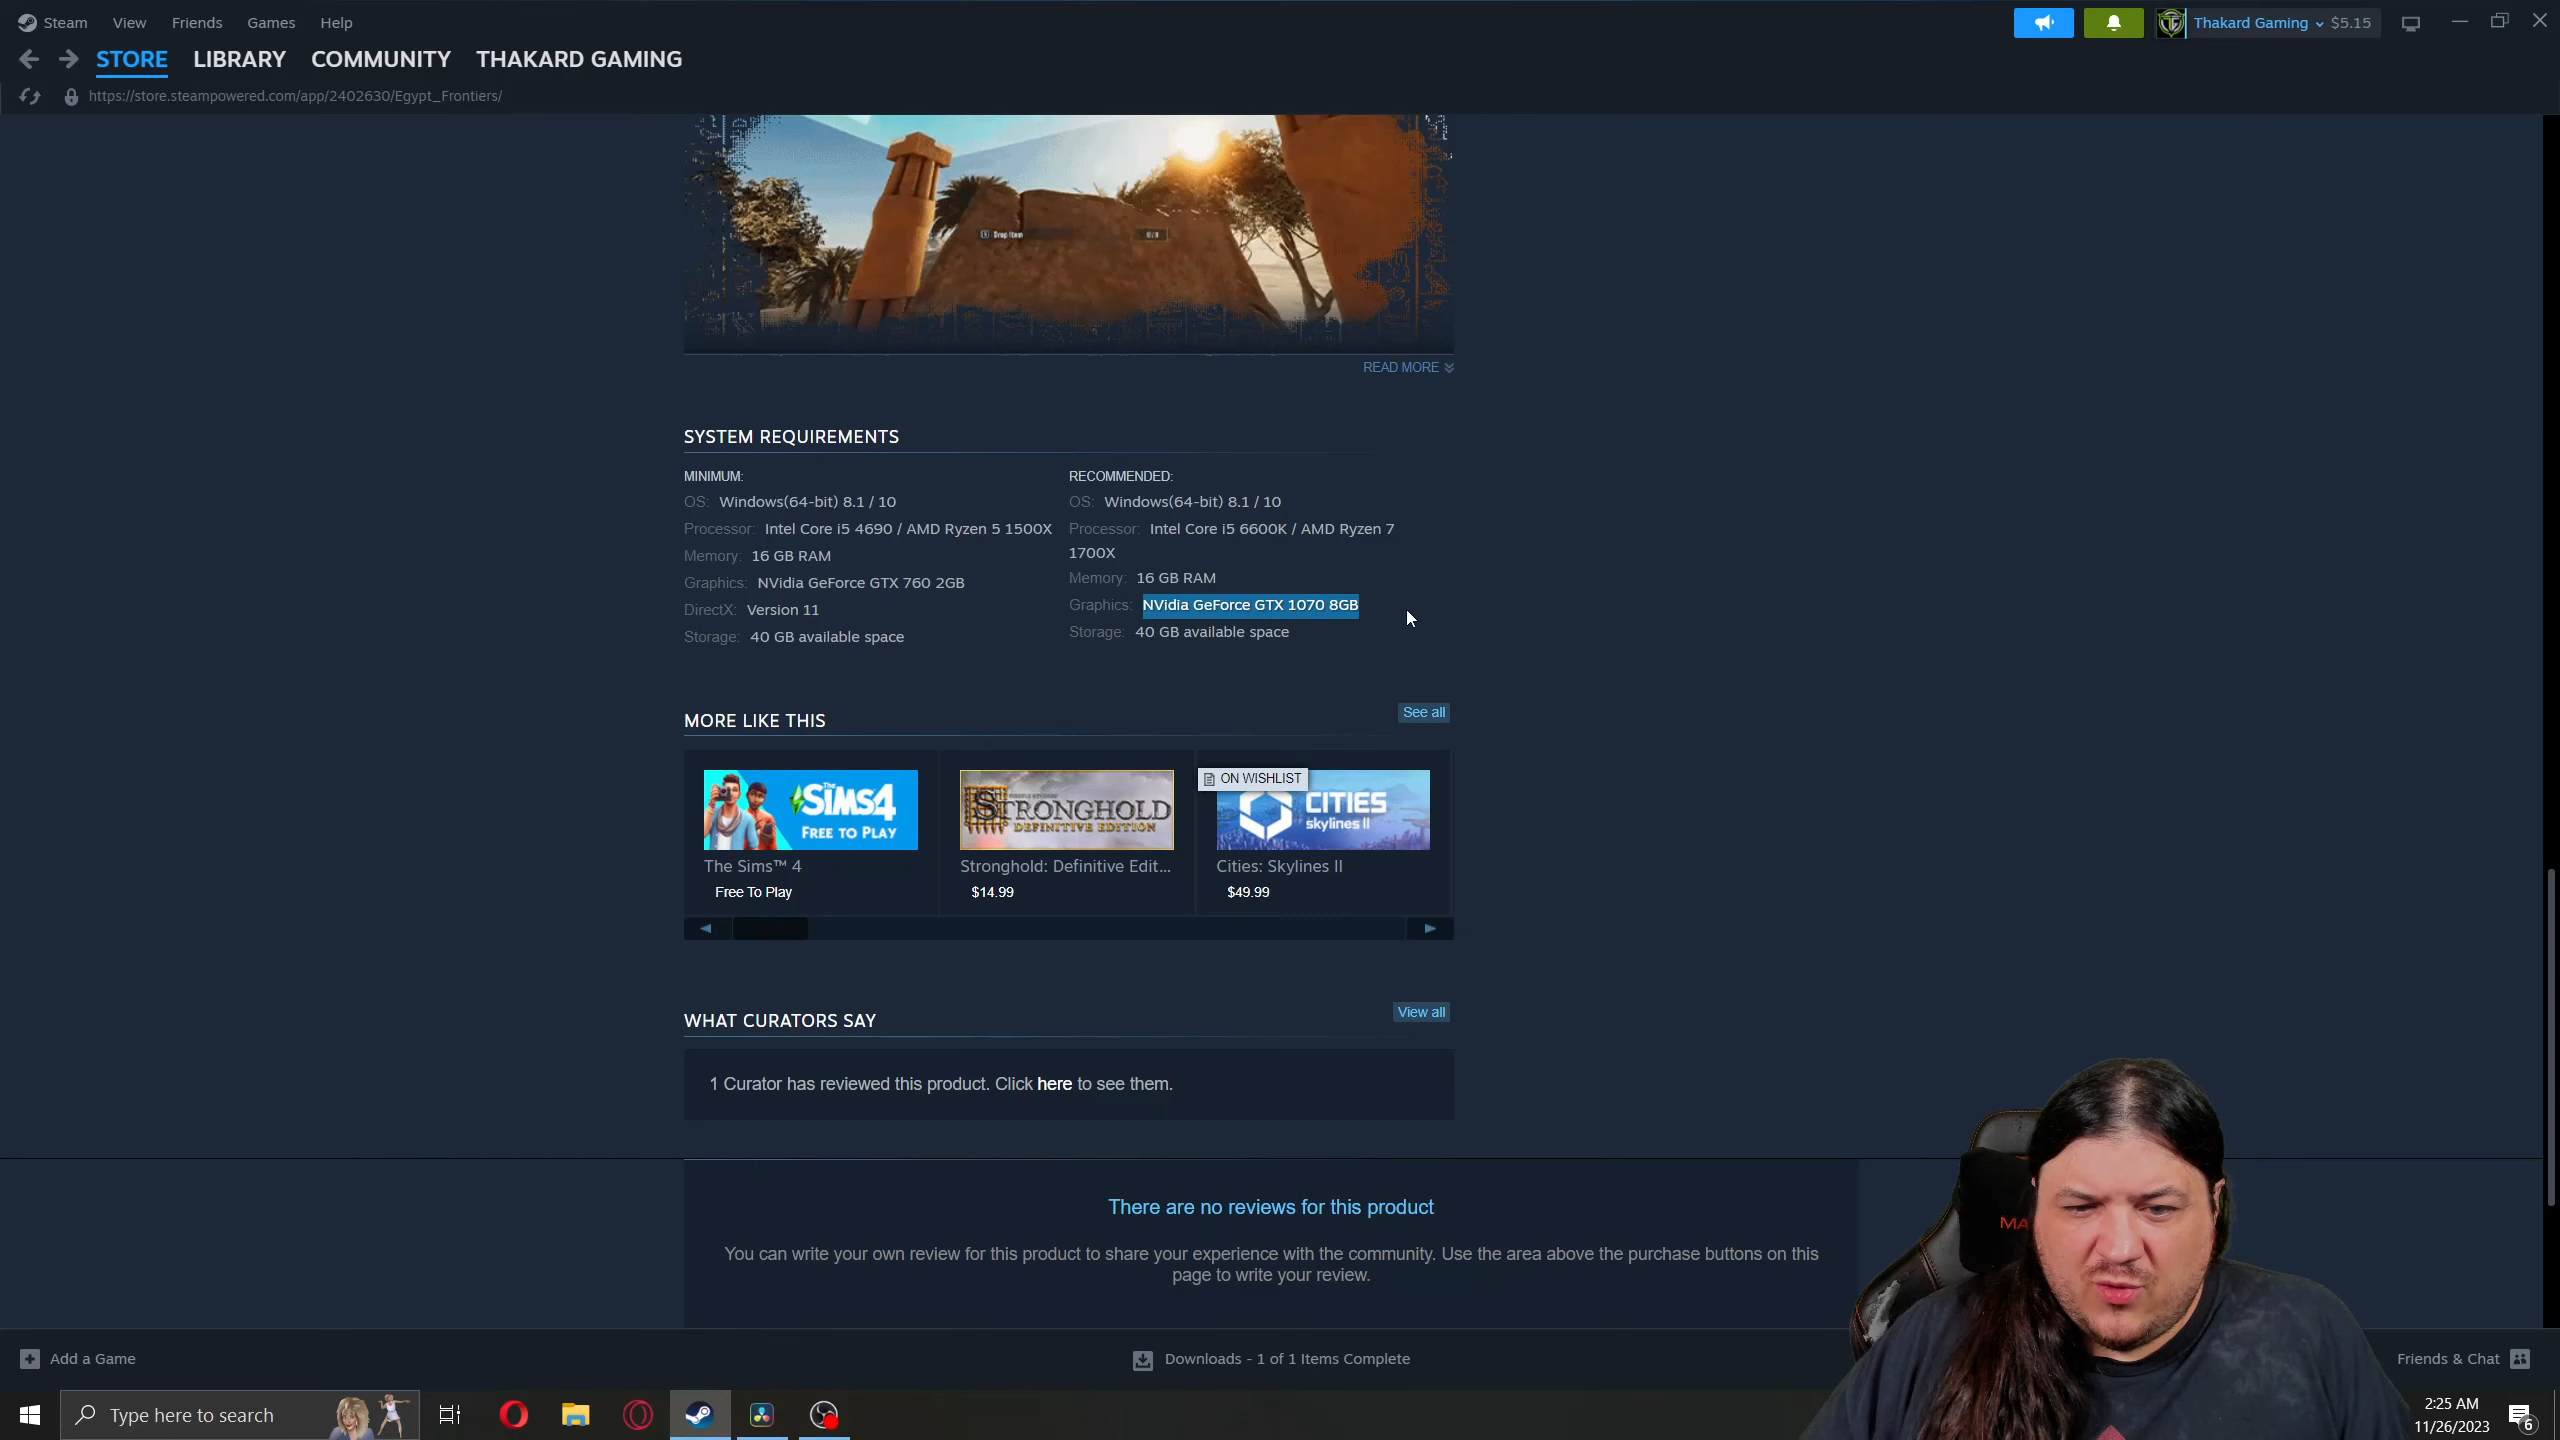 Steam View Friends Games Help
Thakard Gaming $5.15
STORE LIBRARY COMMUNITY THAKARD GAMING
https://store.steampowered.com/app/2402630/Egypt_Frontiers/
Drop Item
READ MORE
SYSTEM REQUIREMENTS
MINIMUM:
OS: Windows(64-bit) 8.1 / 10
Processor: Intel Core i5 4690 / AMD Ryzen 5 1500X
Memory: 16 GB RAM
Graphics: NVidia GeForce GTX 760 2GB
DirectX: Version 11
Storage: 40 GB available space
RECOMMENDED:
OS: Windows(64-bit) 8.1 / 10
Processor: Intel Core i5 6600K / AMD Ryzen 7
1700X
Memory: 16 GB RAM
Graphics: NVidia GeForce GTX 1070 8GB
Storage: 40 GB available space
MORE LIKE THIS
See all
THE SIMS 4
FREE TO PLAY
The Sims™ 4
Free To Play
STRONGHOLD
DEFINITIVE EDITION
Stronghold: Definitive Edit...
$14.99
ON WISHLIST
CITIES
skylines II
Cities: Skylines II
$49.99
WHAT CURATORS SAY
View all
1 Curator has reviewed this product. Click here to see them.
There are no reviews for this product
You can write your own review for this product to share your experience with the community. Use the area above the purchase buttons on this
page to write your review.
MA
Add a Game
Downloads - 1 of 1 Items Complete
Friends & Chat
Type here to search
2:25 AM
11/26/2023
6